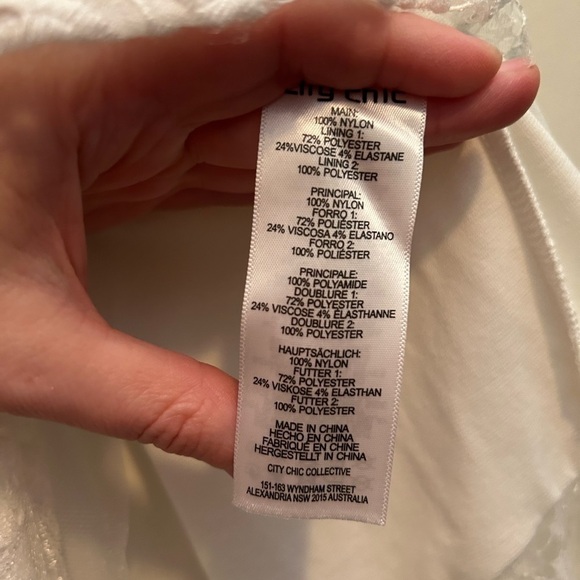 city chic
MAIN:
100% NYLON
LINING 1:
72% POLYESTER
24%VISCOSE 4% ELASTANE
LINING 2:
100% POLYESTER
PRINCIPAL:
100% NYLON
FORRO 1:
72% POLIÉSTER
24% VISCOSA 4% ELASTANO
FORRO 2:
100% POLIÉSTER
PRINCIPALE:
100% POLYAMIDE
DOUBLURE 1:
72% POLYESTER
24% VISCOSE 4% ÉLASTHANNE
DOUBLURE 2:
100% POLYESTER
HAUPTSÄCHLICH:
100% NYLON
FUTTER 1:
72% POLYESTER
24% VISKOSE 4% ELASTHAN
FUTTER 2:
100% POLYESTER
MADE IN CHINA
HECHO EN CHINA
FABRIQUÉ EN CHINE
HERGESTELLT IN CHINA
CITY CHIC COLLECTIVE
151-163 WYNDHAM STREET
ALEXANDRIA NSW 2015 AUSTRALIA